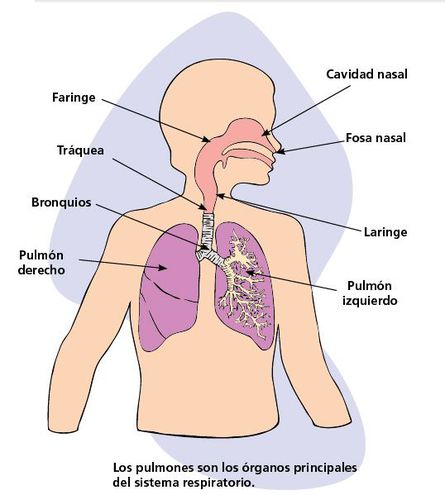 Cavidad nasal
Faringe
Fosa nasal
Tráquea
Bronquios
Laringe
Pulmón
derecho
Pulmón
izquierdo
Los pulmones son los órganos principales
del sistema respiratorio.